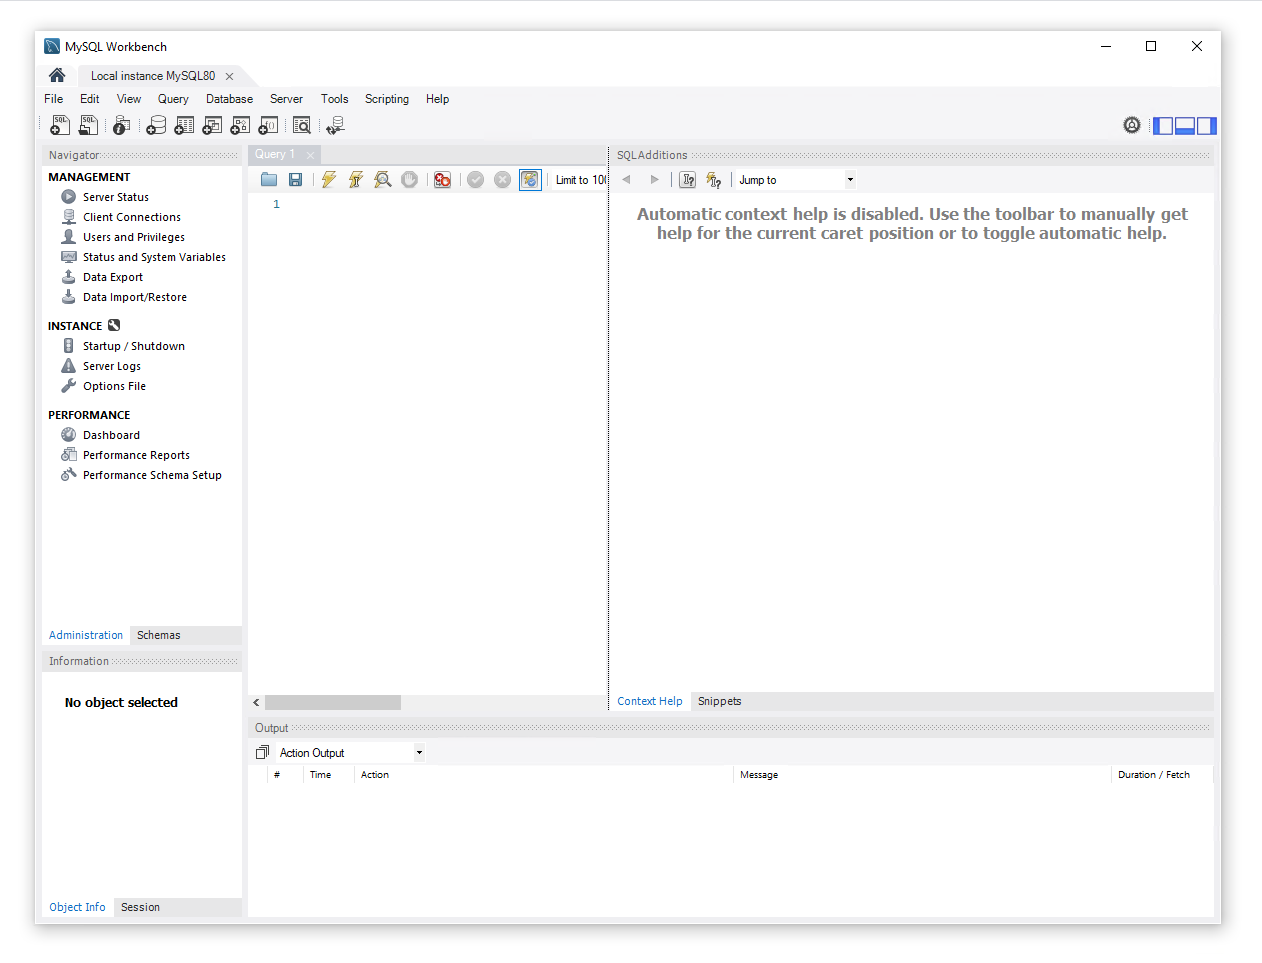 MySQL Workbench
Local instance MySQL80
File Edit View Query Database Server Tools Scripting Help
Navigator
MANAGEMENT
Server Status
Client Connections
Users and Privileges
Status and System Variables
Data Export
Data Import/Restore
INSTANCE
Startup / Shutdown
Server Logs
Options File
PERFORMANCE
Dashboard
Performance Reports
Performance Schema Setup
Administration Schemas
Information
No object selected
Object Info Session
Query 1
Limit to 100
1
SQLAdditions
Jump to
Automatic context help is disabled. Use the toolbar to manually get
help for the current caret position or to toggle automatic help.
Context Help Snippets
Output
Action Output
# Time Action Message Duration / Fetch